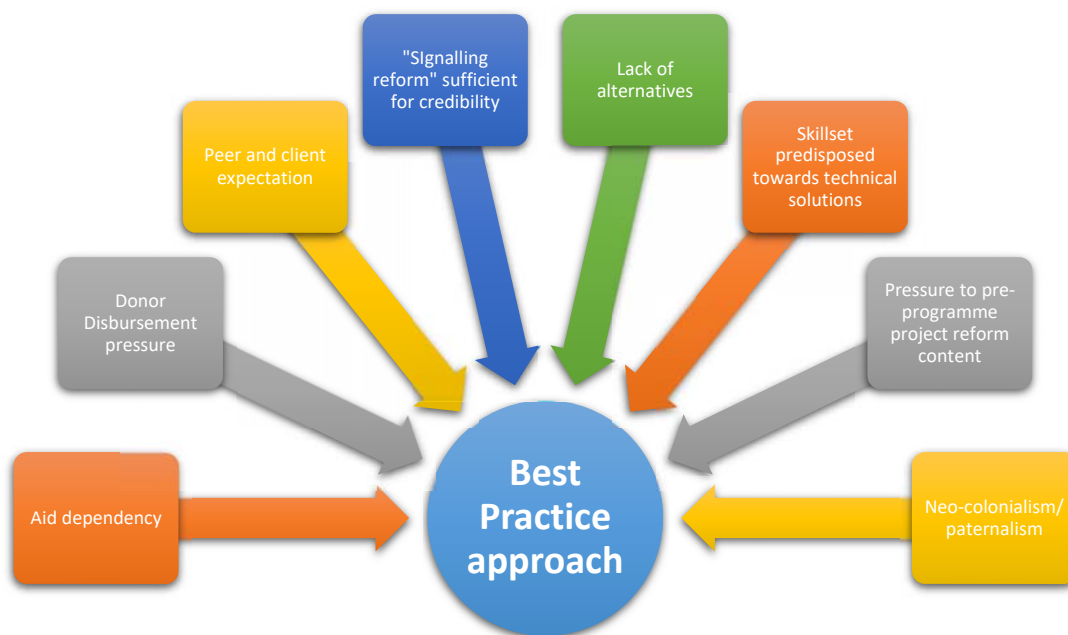 "SIgnalling
reform" sufficient
for credibility
Lack of
alternatives
Peer and client
expectation
Skillset
predisposed
towards technical
solutions
Donor
Disbursement
pressure
Pressure to pre-
programme
project reform
content
Aid dependency
Best
Practice
approach
Neo-colonialism/
paternalism